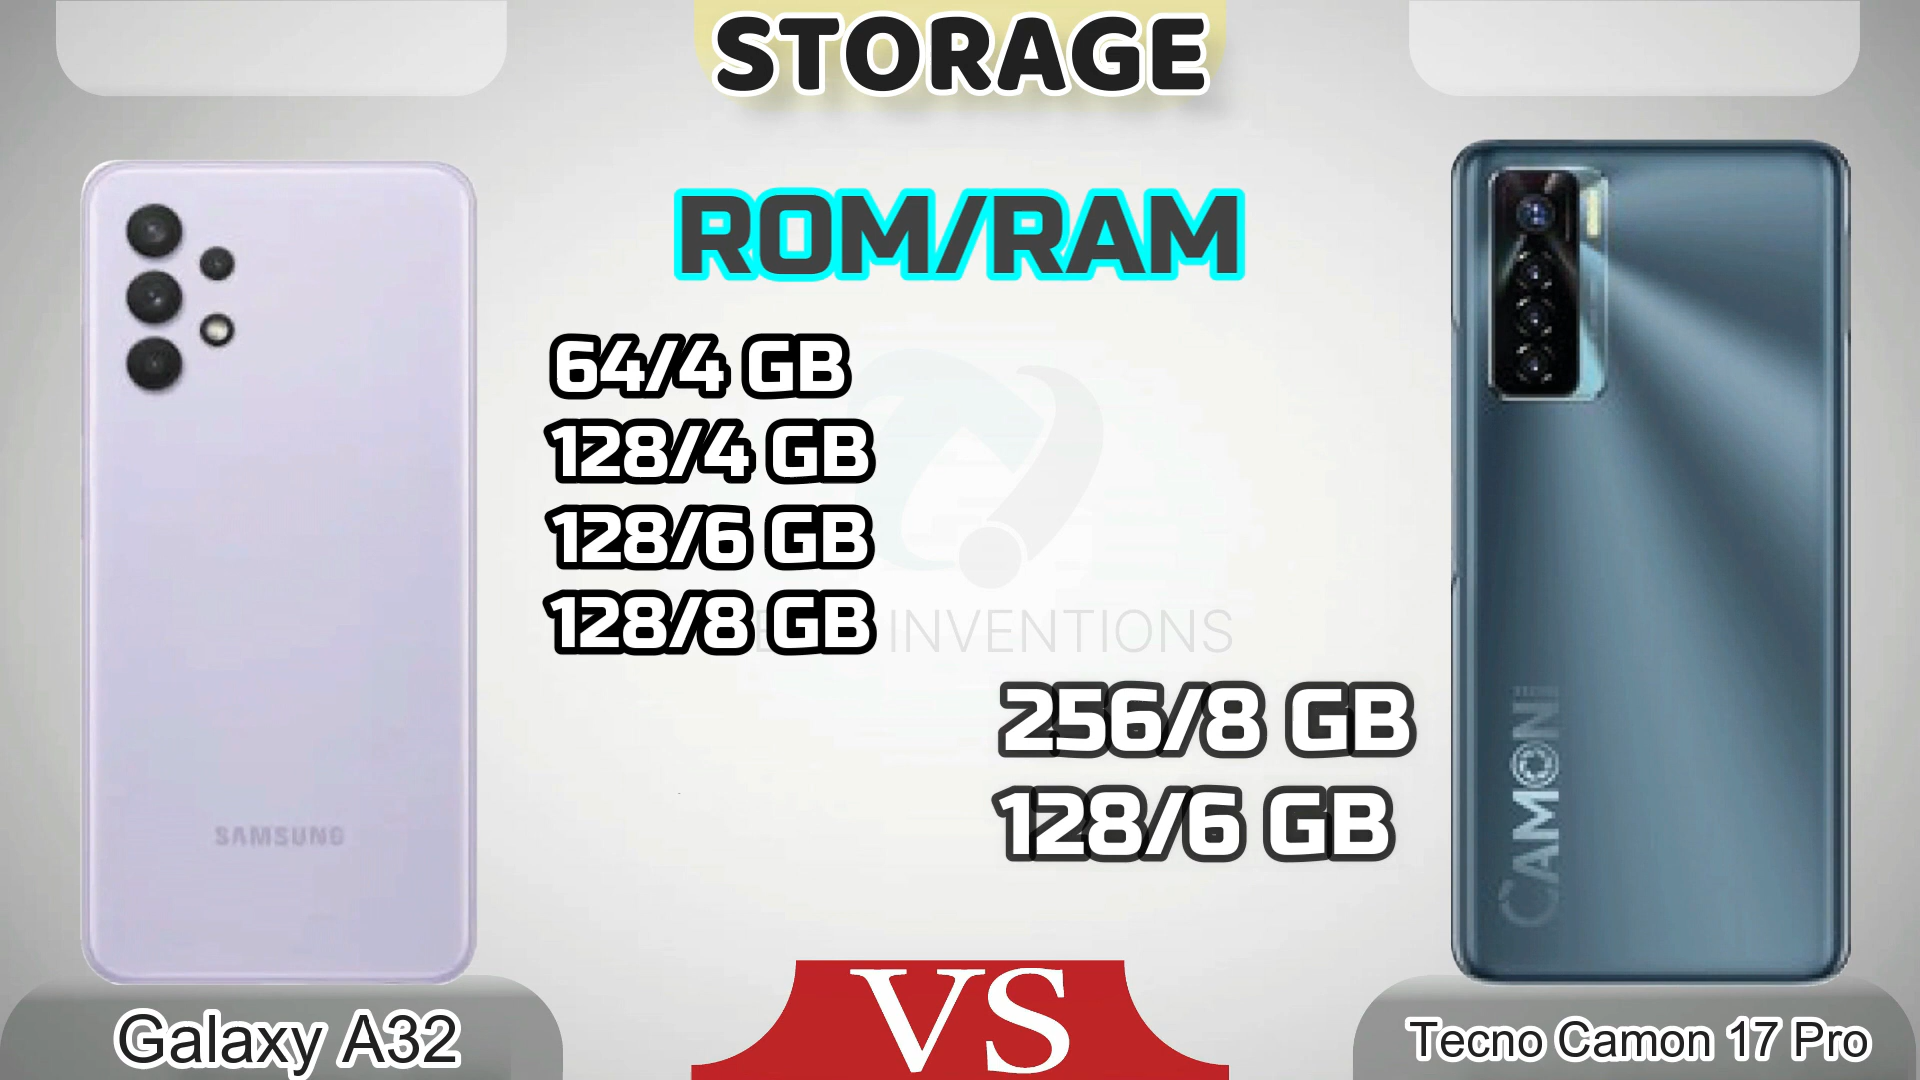 STORAGE
ROM/RAM
64/4 GB
128/4 GB
128/6 GB
128/8 GB
INVENTIONS
256/8 GB
128/6 GB
SAMSUNG
CAMON
Galaxy A32
VS
Tecno Camon 17 Pro